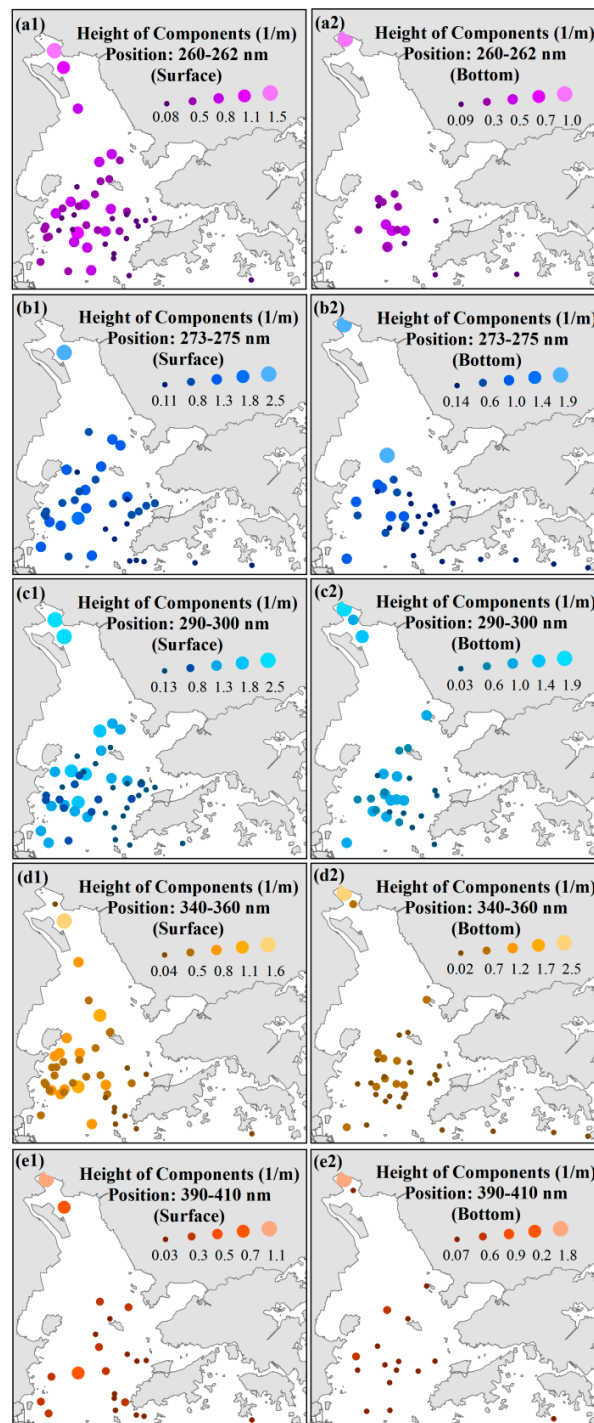 (a1)
Height of Components (1/m)
Position: 260-262 nm
(Surface)
0.08 0.5 0.8 1.1 1.5
(a2)
Height of Components (1/m)
Position: 260-262 nm
(Bottom)
0.09 0.3 0.5 0.7 1.0
(b1)
Height of Components (1/m)
Position: 273-275 nm
(Surface)
0.11 0.8 1.3 1.8 2.5
(b2)
Height of Components (1/m)
Position: 273-275 nm
(Bottom)
0.14 0.6 1.0 1.4 1.9
(c1)
Height of Components (1/m)
Position: 290-300 nm
(Surface)
0.13 0.8 1.3 1.8 2.5
(c2)
Height of Components (1/m)
Position: 290-300 nm
(Bottom)
0.03 0.6 1.0 1.4 1.9
(d1)
Height of Components (1/m)
Position: 340-360 nm
(Surface)
0.04 0.5 0.8 1.1 1.6
(d2)
Height of Components (1/m)
Position: 340-360 nm
(Bottom)
0.02 0.7 1.2 1.7 2.5
(e1)
Height of Components (1/m)
Position: 390-410 nm
(Surface)
0.03 0.3 0.5 0.7 1.1
(e2)
Height of Components (1/m)
Position: 390-410 nm
(Bottom)
0.07 0.6 0.9 0.2 1.8